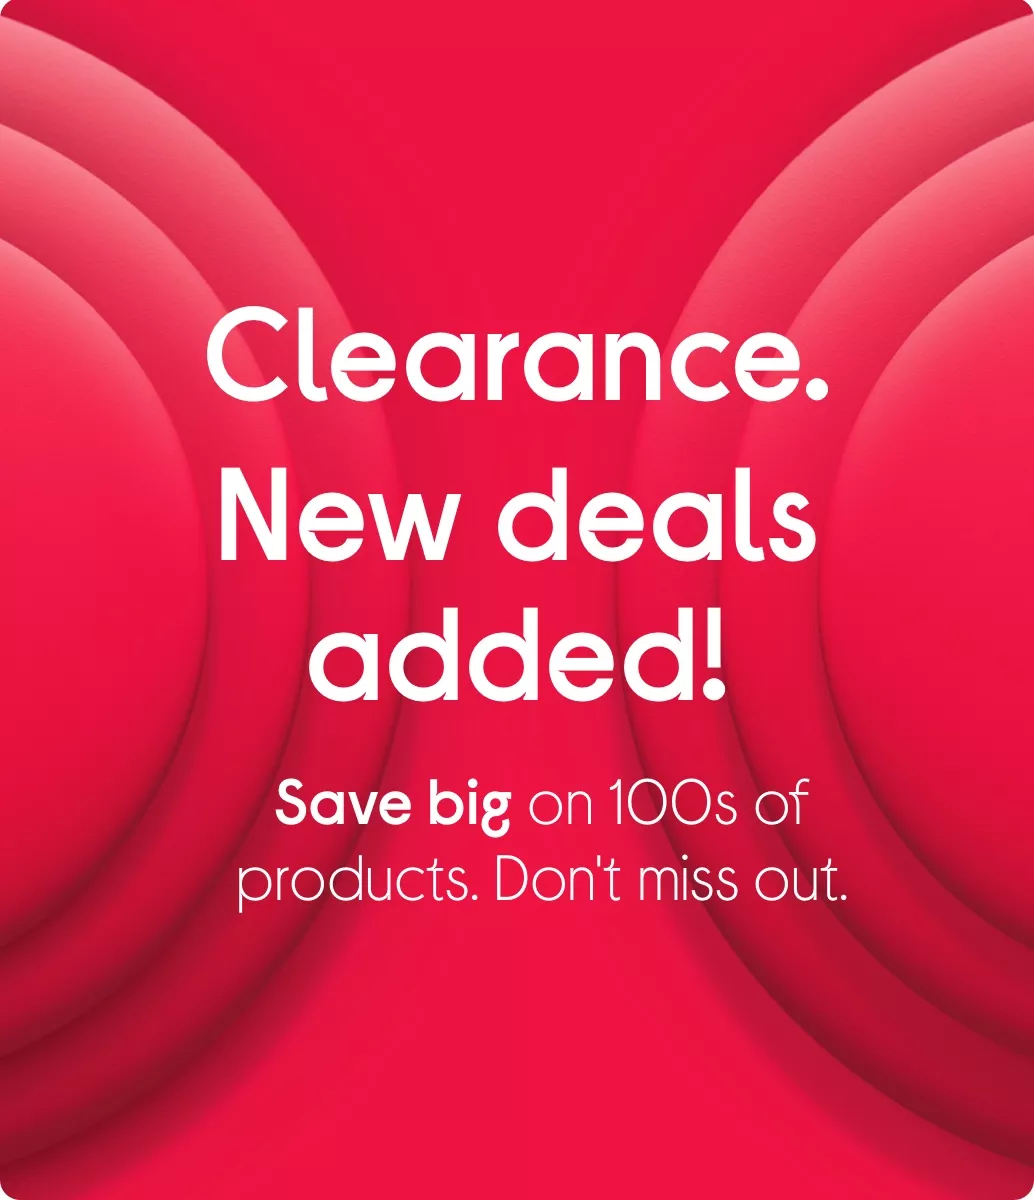 Clearance.
New deals
added!
Save big on 100s of
products. Don't miss out.